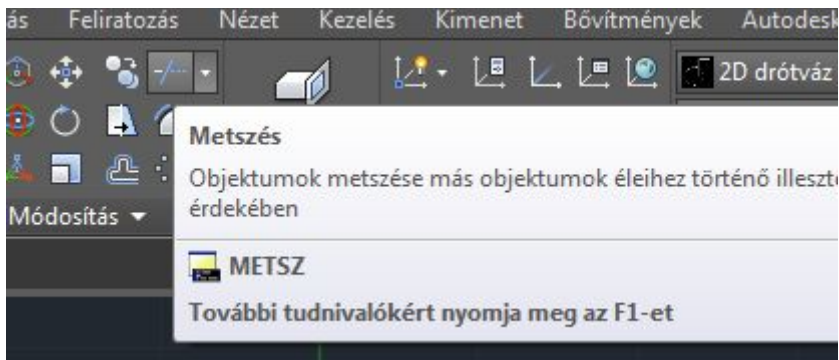 ás Feliratozás Nézet Kezelés Kimenet Bővítmények Autodesk
2D drótváz
Metszés
Objektumok metszése más objektumok éleihez történő illeszté
érdekében
Módosítás
METSZ
További tudnivalókért nyomja meg az F1-et